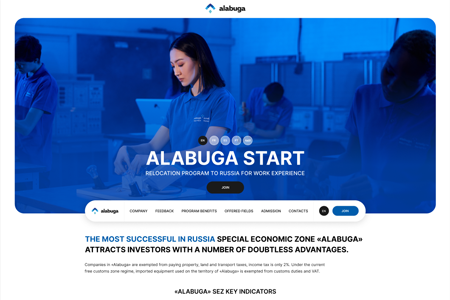 alabuga
EN
ALABUGA START
RELOCATION PROGRAM TO RUSSIA FOR WORK EXPERIENCE
JOIN
alabuga COMPANY FEEDBACK PROGRAM BENEFITS OFFERED FIELDS ADMISSION CONTACTS EN JOIN
THE MOST SUCCESSFUL IN RUSSIA SPECIAL ECONOMIC ZONE «ALABUGA»
ATTRACTS INVESTORS WITH A NUMBER OF DOUBTLESS ADVANTAGES.
Companies in «Alabuga» are exempted from paying property, land and transport taxes, income tax is only 2%. Under the current
free customs zone regime, imported equipment used on the territory of «Alabuga» is exempted from customs duties and VAT.
«ALABUGA» SEZ KEY INDICATORS